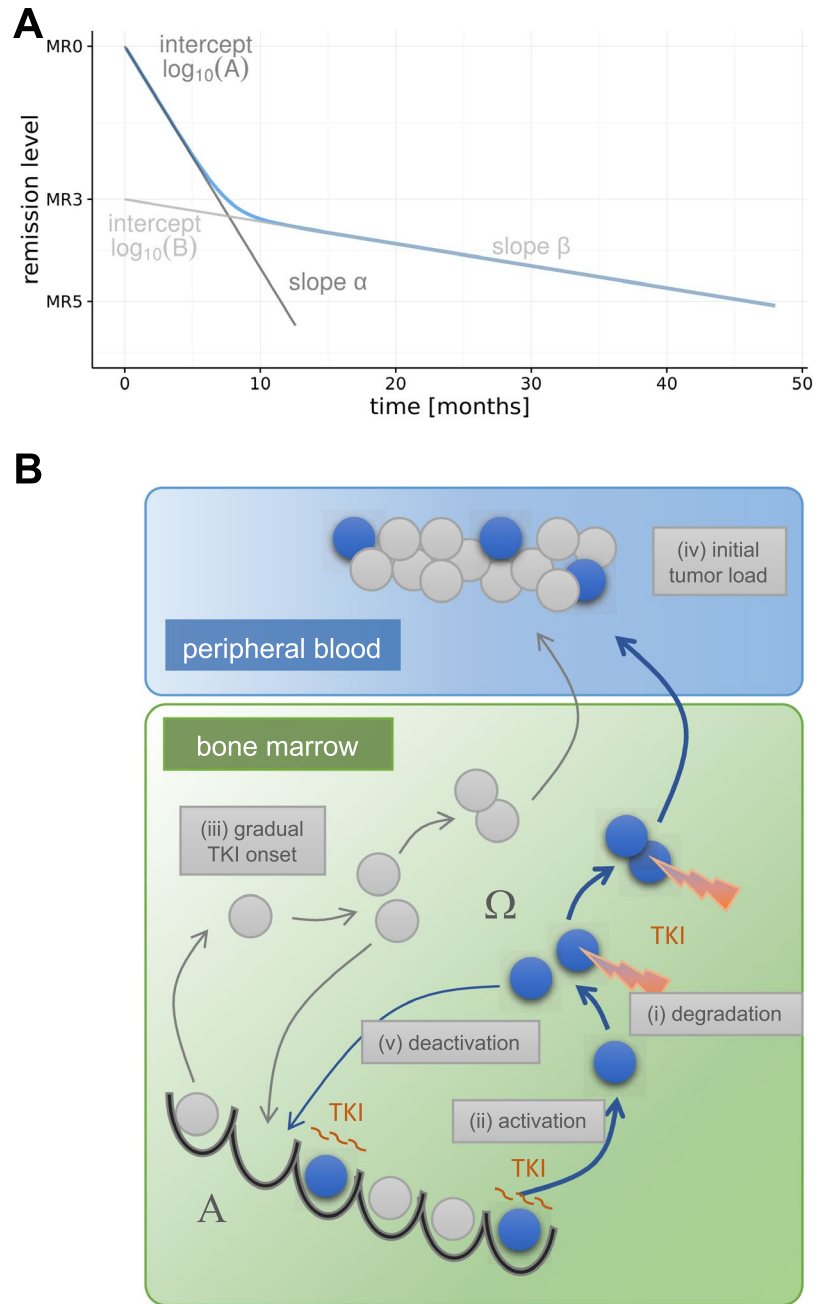 A
MR0
intercept
log₁₀(A)
MR3
intercept
log₁₀(B)
slope β
slope α
MR5
remission level
0 10 20 30 40 50
time [months]
B
(iv) initial
tumor load
peripheral blood
bone marrow
(iii) gradual
TKI onset
Ω
TKI
(i) degradation
(v) deactivation
TKI
(ii) activation
TKI
A